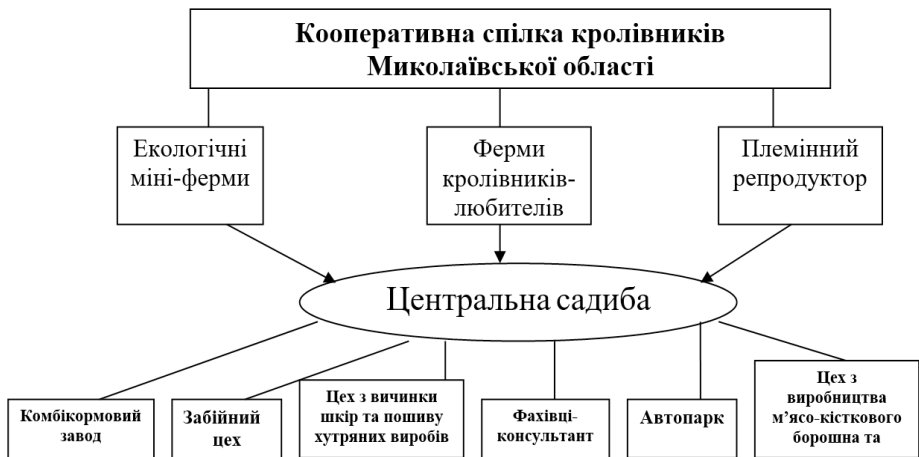 Кооперативна спілка кролівників
Миколаївської області
Екологічні
міні-ферми
Ферми
кролівників-
любителів
Племінний
репродуктор
Центральна садиба
Комбікормовий
завод
Забійний
цех
Цех з вичинки
шкір та пошиву
хутряних виробів
Фахівці-
консультант
Автопарк
Цех з
виробництва
м’ясо-кісткового
борошна та